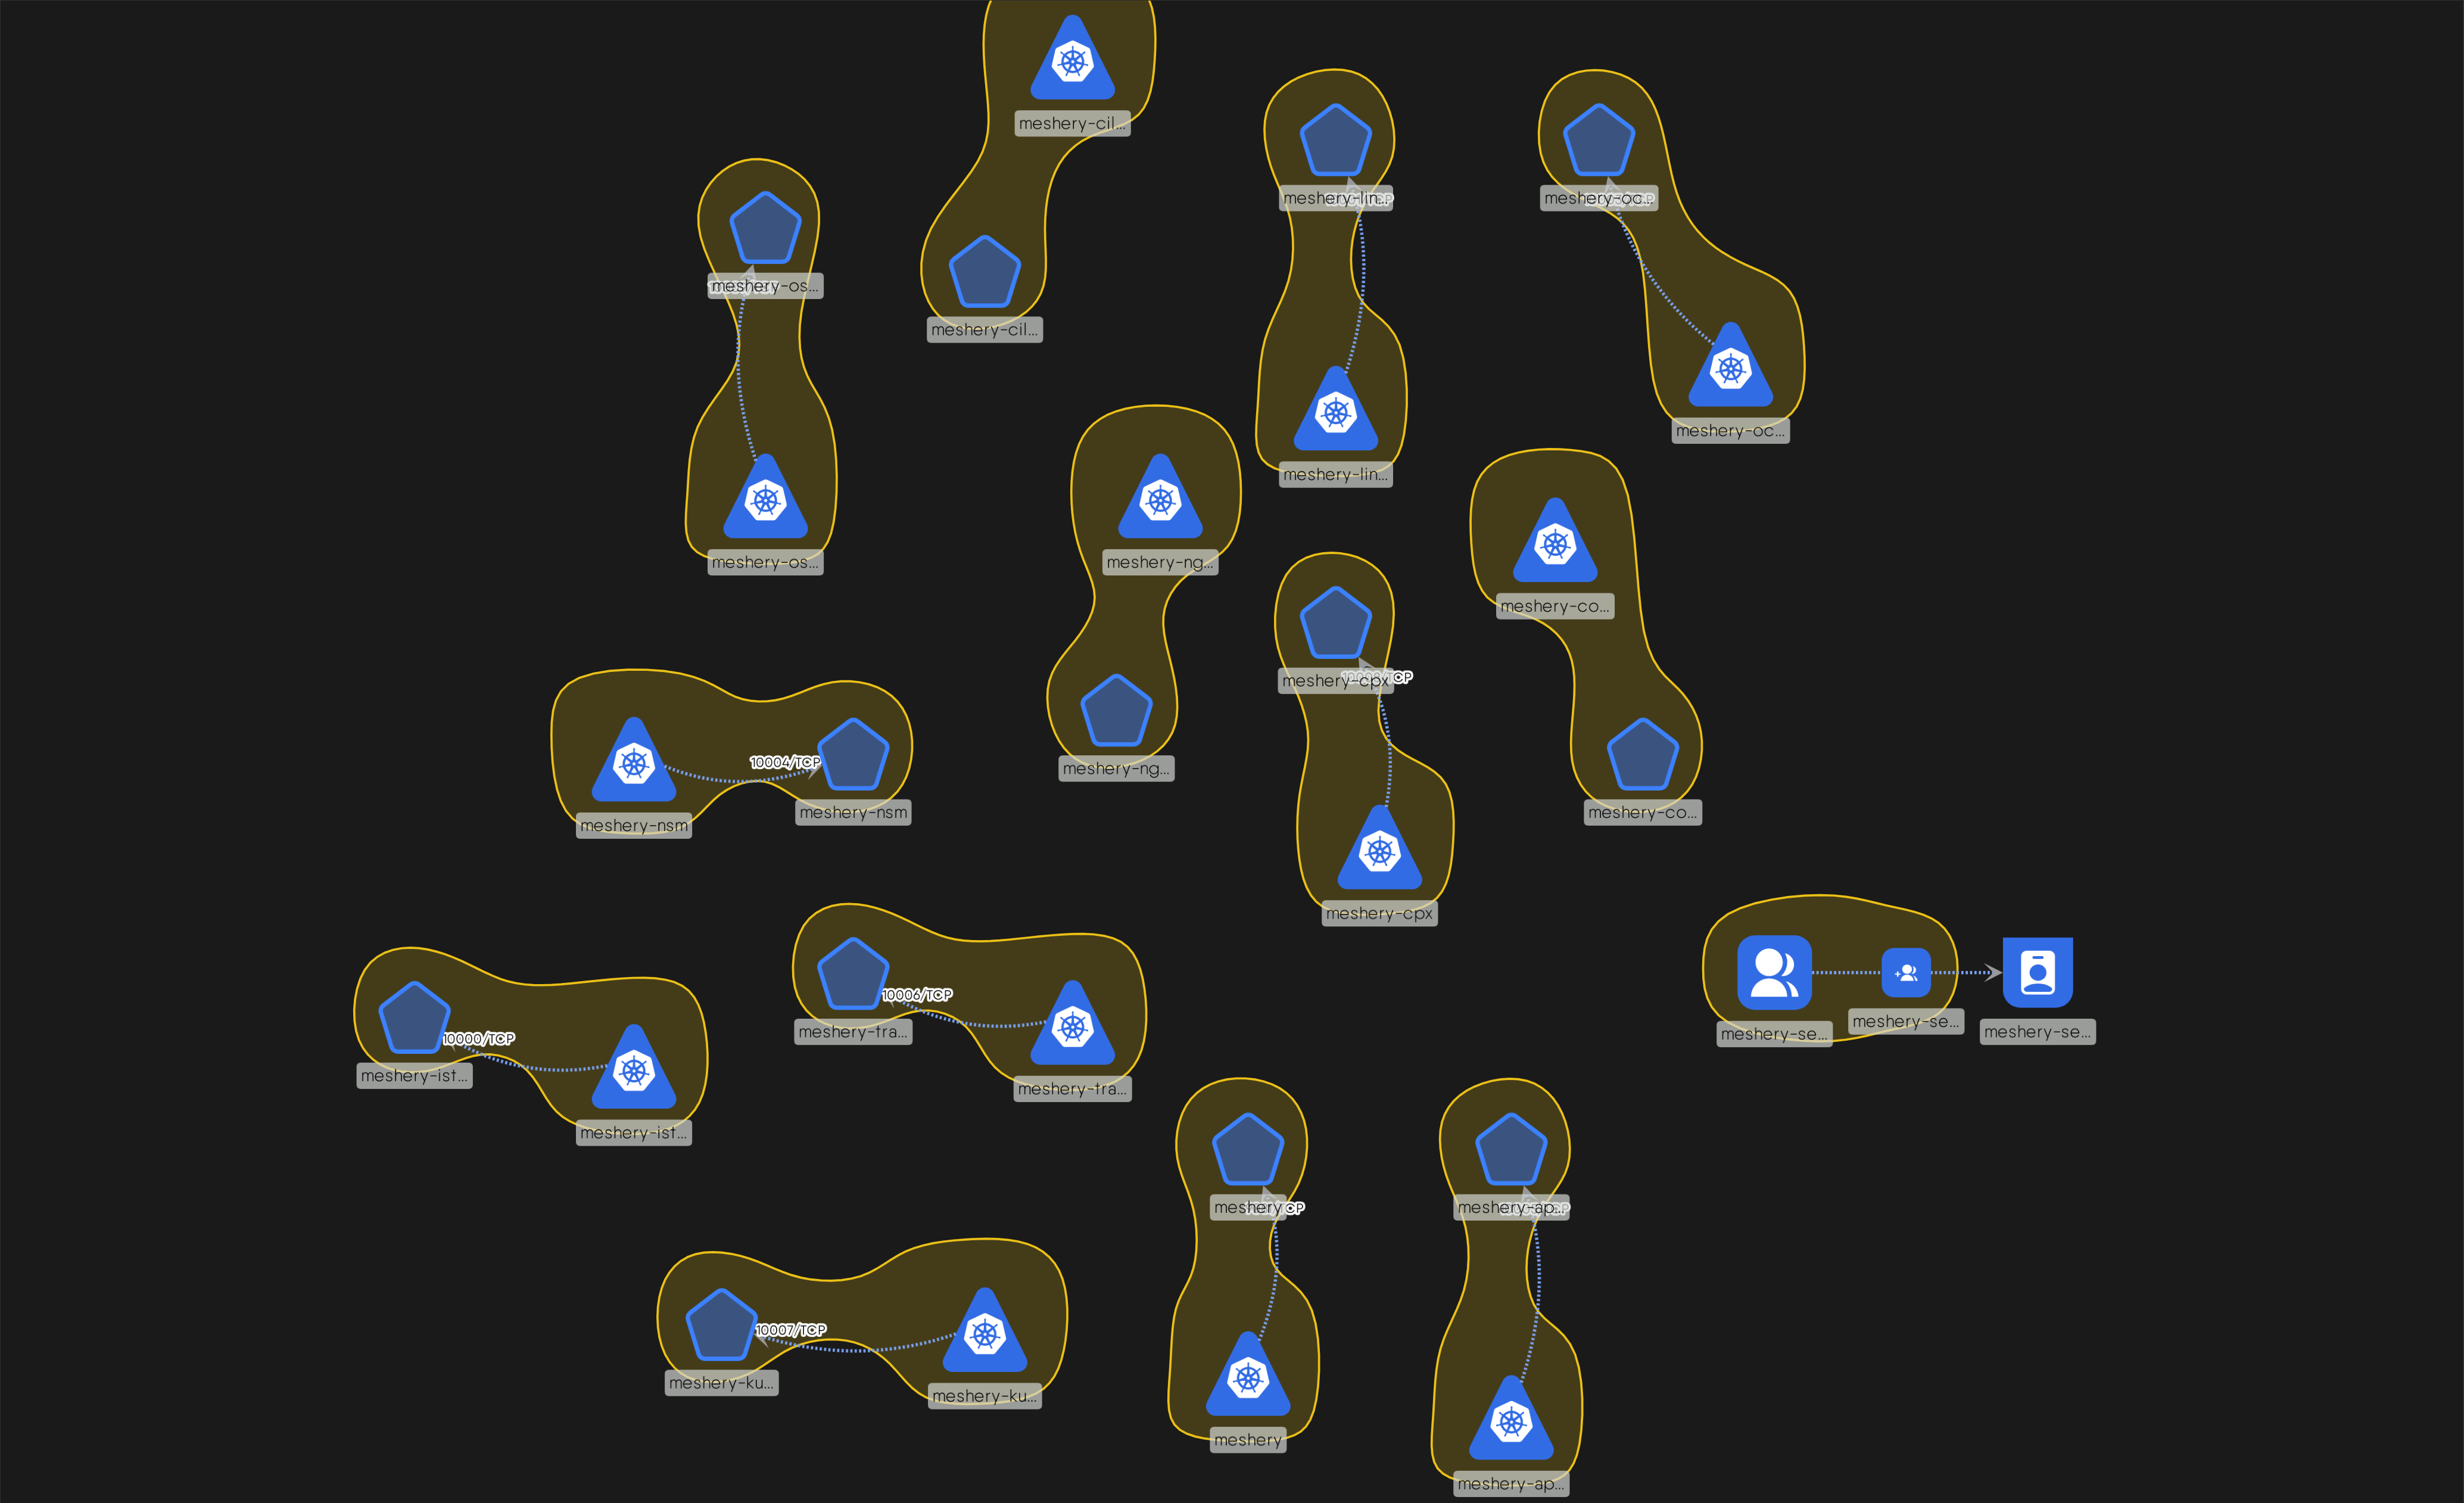 meshery-cil...
meshery-cil...
meshery-lin...
meshery-lin...
meshery-oc...
meshery-oc...
meshery-os...
meshery-os...
meshery-ng...
meshery-ng...
meshery-co...
meshery-co...
meshery-cpx
meshery-cpx
10004/TCP
meshery-nsm
meshery-nsm
10006/TCP
meshery-tra...
meshery-tra...
10000/TCP
meshery-ist...
meshery-ist...
meshery-se...
meshery-se...
meshery-se...
meshery
meshery
meshery-ap...
meshery-ap...
10007/TCP
meshery-ku...
meshery-ku...